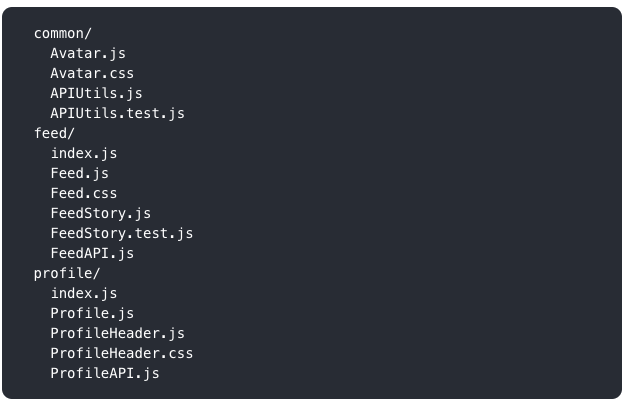 common/
  Avatar.js
  Avatar.css
  APIUtils.js
  APIUtils.test.js
feed/
  index.js
  Feed.js
  Feed.css
  FeedStory.js
  FeedStory.test.js
  FeedAPI.js
profile/
  index.js
  Profile.js
  ProfileHeader.js
  ProfileHeader.css
  ProfileAPI.js